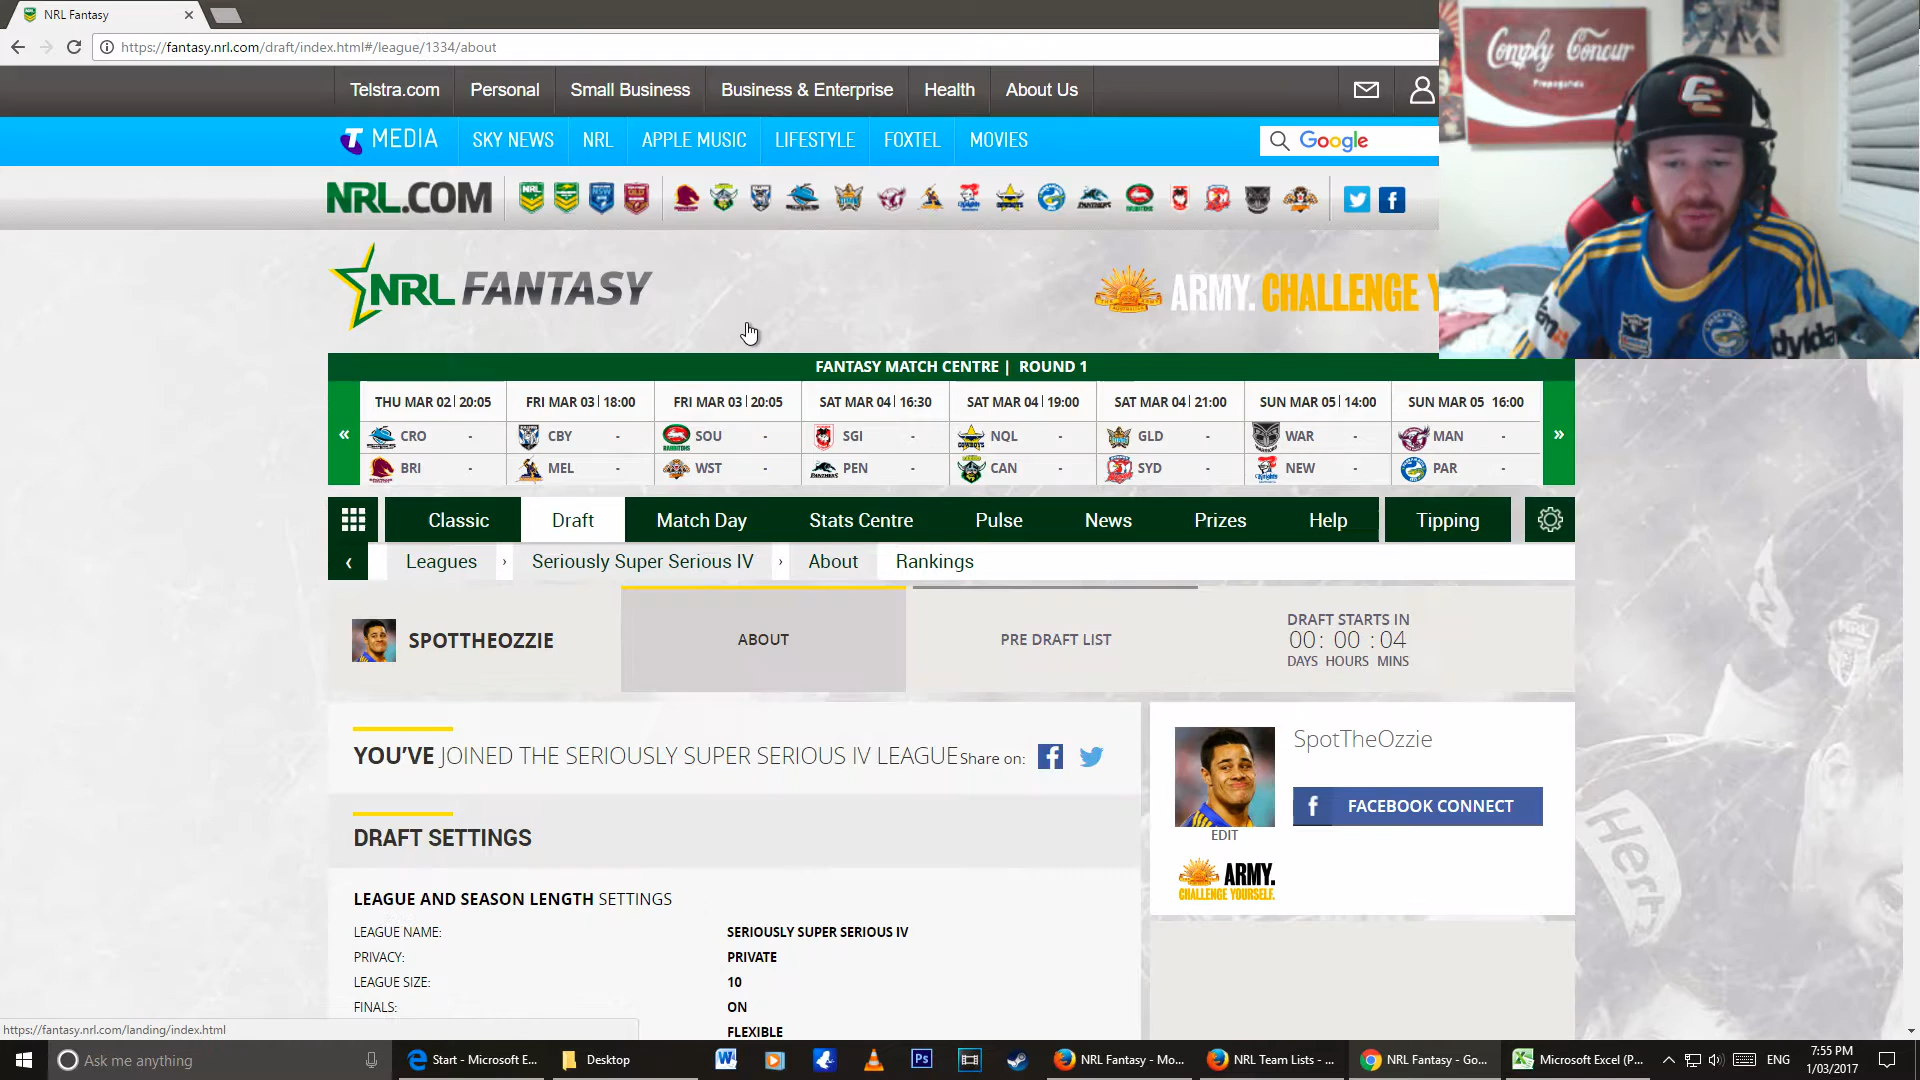 NRL Fantasy
https://fantasy.nrl.com/draft/index.html#/league/1334/about
Telstra.com Personal Small Business Business & Enterprise Health About Us
T MEDIA SKY NEWS NRL APPLE MUSIC LIFESTYLE FOXTEL MOVIES Google
NRL.COM
Comply Concur
Propaganda
NRL FANTASY
ARMY. CHALLENGE Y
FANTASY MATCH CENTRE | ROUND 1
« THU MAR 02 | 20:05 FRI MAR 03 | 18:00 FRI MAR 03 | 20:05 SAT MAR 04 | 16:30 SAT MAR 04 | 19:00 SAT MAR 04 | 21:00 SUN MAR 05 | 14:00 SUN MAR 05 16:00 »
CRO - CBY - SOU - SGI - NQL - GLD - WAR - MAN -
BRI - MEL - WST - PEN - CAN - SYD - NEW - PAR -
Classic Draft Match Day Stats Centre Pulse News Prizes Help Tipping
‹ Leagues › Seriously Super Serious IV › About Rankings
SPOTTHEOZZIE
ABOUT
PRE DRAFT LIST
DRAFT STARTS IN
00: 00 : 04
DAYS HOURS MINS
YOU'VE JOINED THE SERIOUSLY SUPER SERIOUS IV LEAGUE Share on:
SpotTheOzzie
FACEBOOK CONNECT
EDIT
ARMY.
CHALLENGE YOURSELF.
DRAFT SETTINGS
LEAGUE AND SEASON LENGTH SETTINGS
LEAGUE NAME: SERIOUSLY SUPER SERIOUS IV
PRIVACY: PRIVATE
LEAGUE SIZE: 10
FINALS: ON
FLEXIBLE
https://fantasy.nrl.com/landing/index.html
Ask me anything
Start - Microsoft E...
Desktop
NRL Fantasy - Mo...
NRL Team Lists - ...
NRL Fantasy - Go...
Microsoft Excel (P...
ENG
7:55 PM
1/03/2017